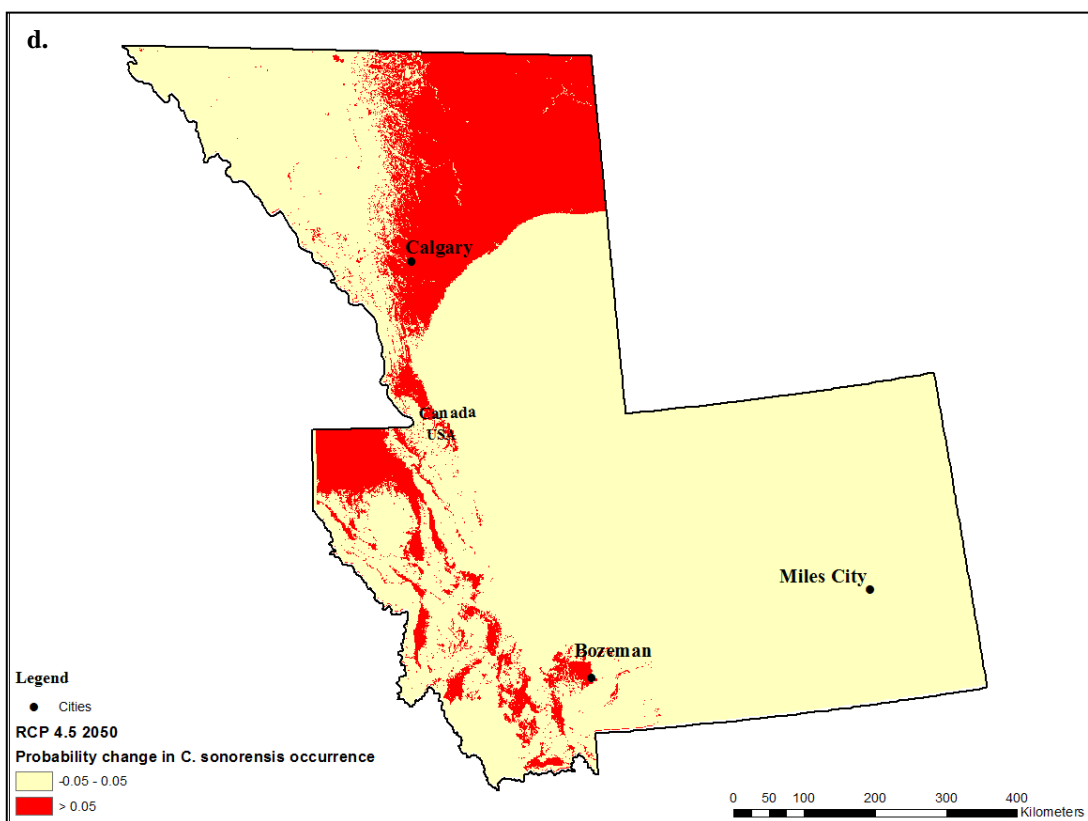 d.
Calgary
Canada
USA
Miles City
Bozeman
Legend
Cities
RCP 4.5 2050
Probability change in C. sonorensis occurrence
-0.05 - 0.05
> 0.05
0 50 100 200 300 400
Kilometers